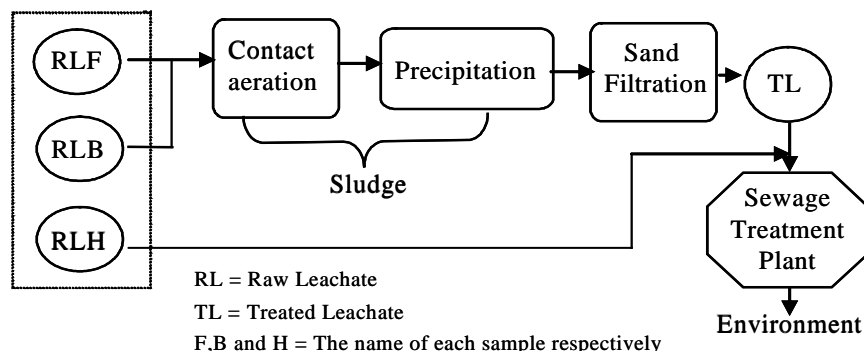 RLF
Contact
aeration
Precipitation
Sand
Filtration
TL
RLB
Sludge
RLH
Sewage
Treatment
Plant
RL = Raw Leachate
TL = Treated Leachate
F,B and H = The name of each sample respectively
Environment